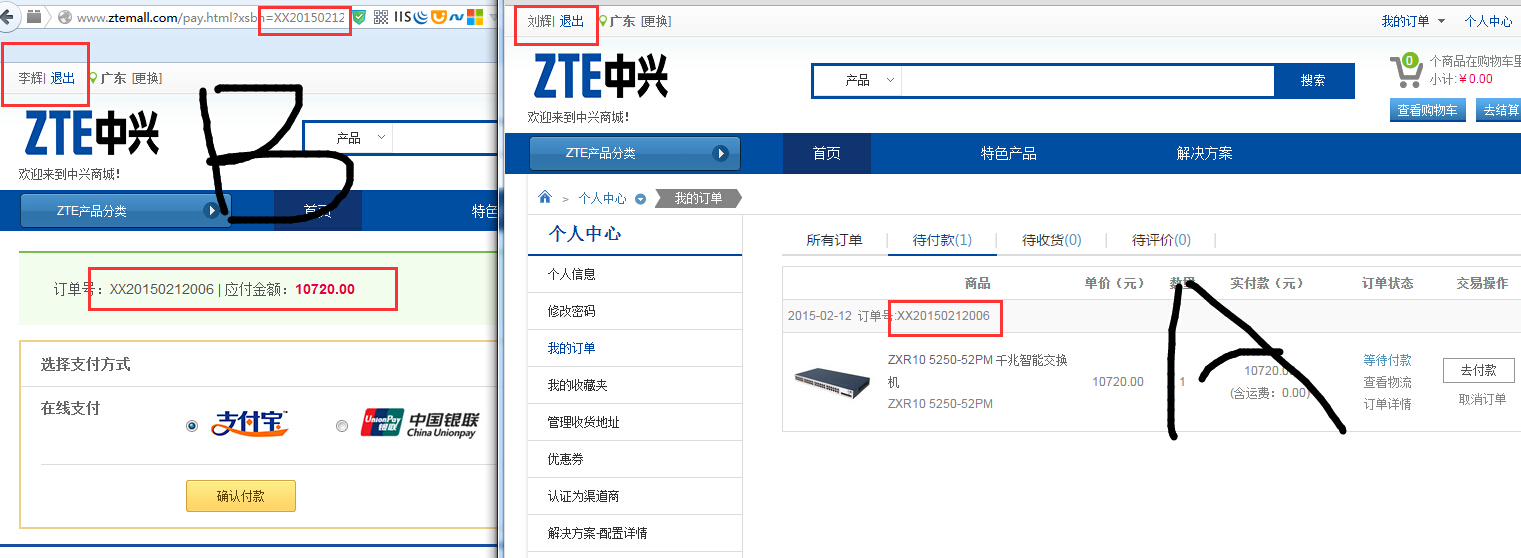 www.ztemall.com/pay.html?xsbh=XX20150212
IIS
李辉| 退出 广东 [更换]
ZTE中兴
欢迎来到中兴商城!
产品
B
ZTE产品分类
首页
特色
订单号: XX20150212006 | 应付金额: 10720.00
选择支付方式
在线支付
支付宝
UnionPay 银联 中国银联
China Unionpay
确认付款
刘辉| 退出 广东 [更换]
我的订单 个人中心
ZTE中兴
欢迎来到中兴商城!
产品
搜索
0 个商品在购物车里
小计:¥0.00
查看购物车 去结算
ZTE产品分类
首页
特色产品
解决方案
> 个人中心 我的订单
个人中心
个人信息
修改密码
我的订单
我的收藏夹
管理收货地址
优惠券
认证为渠道商
解决方案-配置详情
所有订单 | 待付款(1) | 待收货(0) | 待评价(0) |
商品 单价(元) 数量 实付款(元) 订单状态 交易操作
2015-02-12 订单号:XX20150212006
A
ZXR10 5250-52PM 千兆智能交换机
ZXR10 5250-52PM
10720.00
1
10720.00
(含运费: 0.00)
等待付款
查看物流
订单详情
去付款
取消订单